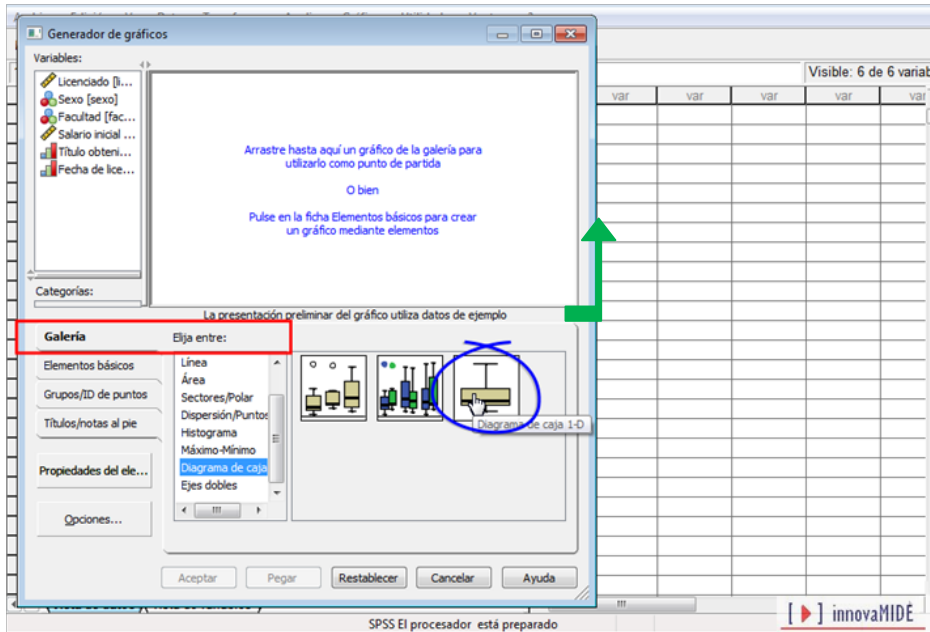 Generador de gráficos
Variables:
Licenciado [li...
Sexo [sexo]
Facultad [fac...
Salario inicial ...
Título obteni...
Fecha de lice...
Arrastre hasta aquí un gráfico de la galería para
utilizarlo como punto de partida
O bien
Pulse en la ficha Elementos básicos para crear
un gráfico mediante elementos
Visible: 6 de 6 variab
var var var var var
Categorías:
La presentación preliminar del gráfico utiliza datos de ejemplo
Galería
Elija entre:
Elementos básicos
Grupos/ID de puntos
Títulos/notas al pie
Propiedades del ele...
Opciones...
Línea
Área
Sectores/Polar
Dispersión/Puntos
Histograma
Máximo-Mínimo
Diagrama de caja
Ejes dobles
Diagrama de caja 1-D
Aceptar Pegar Restablecer Cancelar Ayuda
SPSS El procesador está preparado
[ ] innovaMIDE